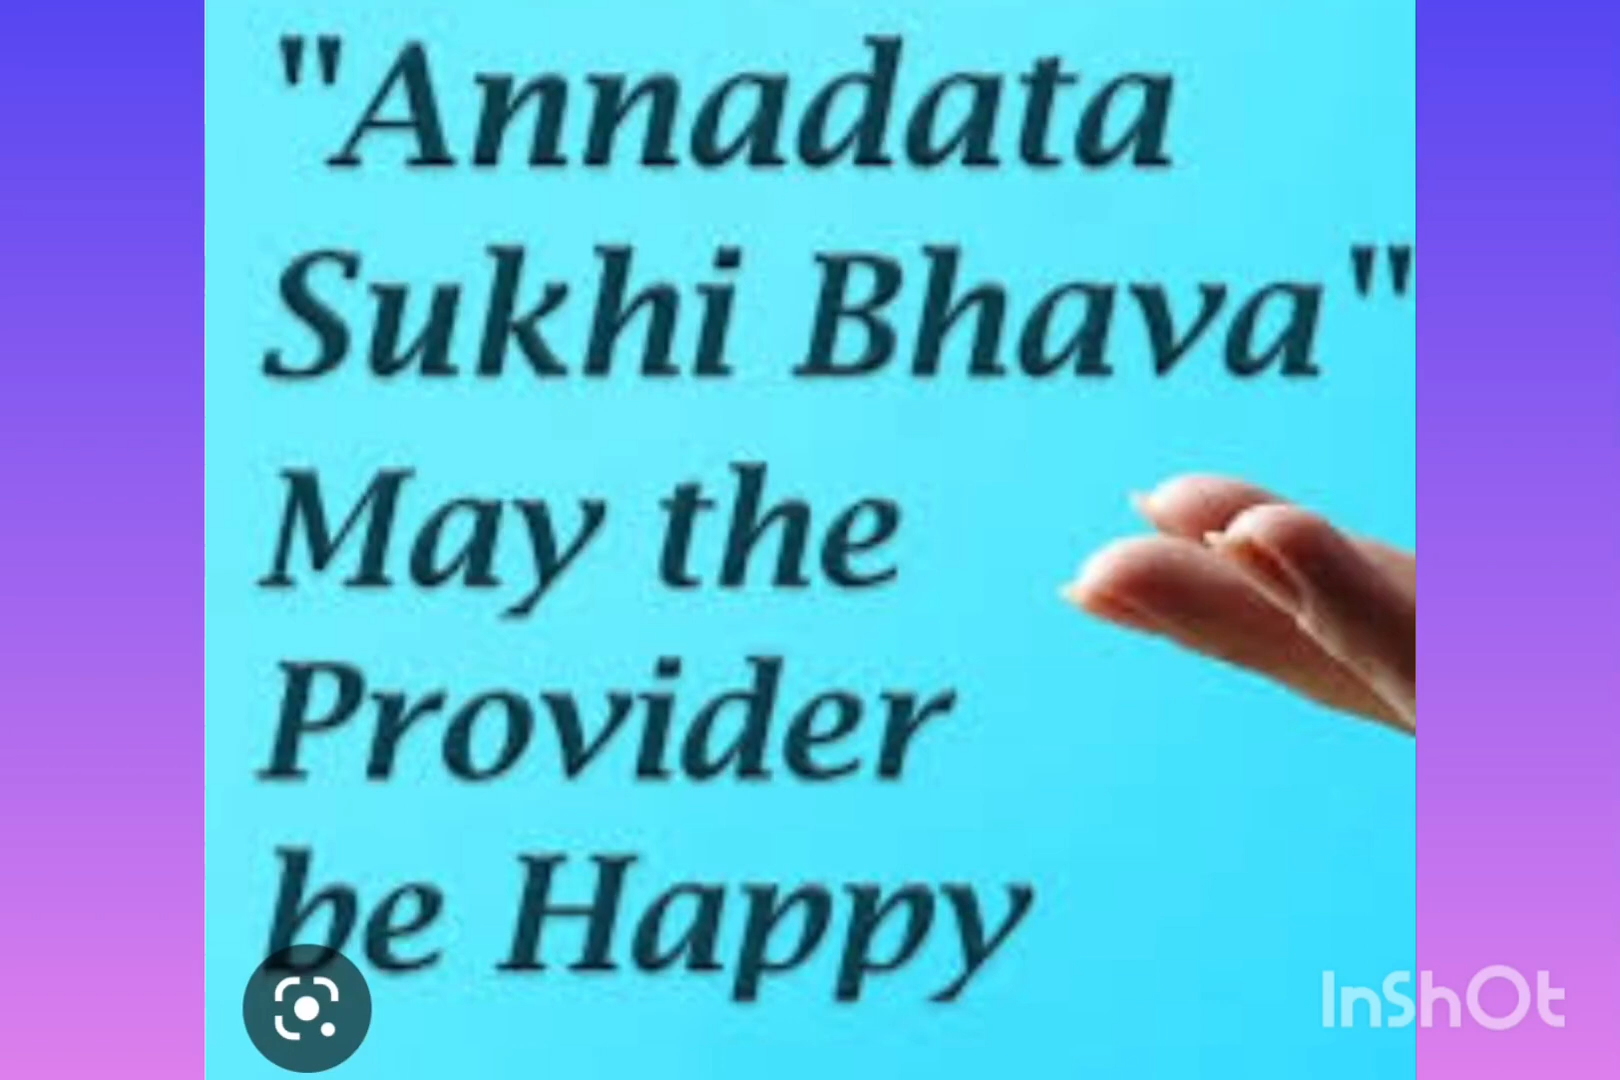 "Annadata
Sukhi Bhava"
May the
Provider
be Happy
InShOt